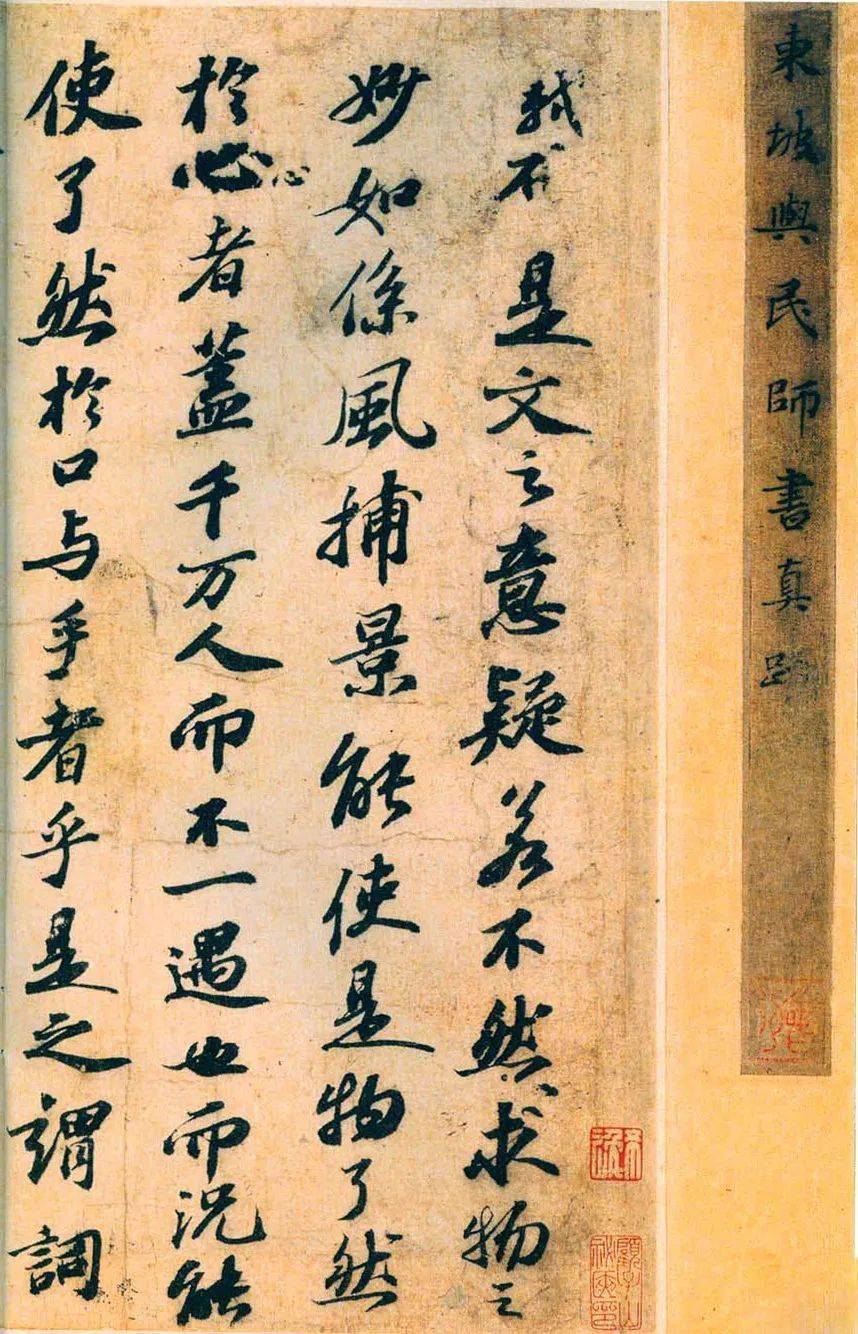 東坡與民師書真
軾不是文之意疑若不然求物之
妙如係風捕景能使是物了然
於心心者蓋千万人而不一遇也而況能
使了然於口与手者乎是之謂詞